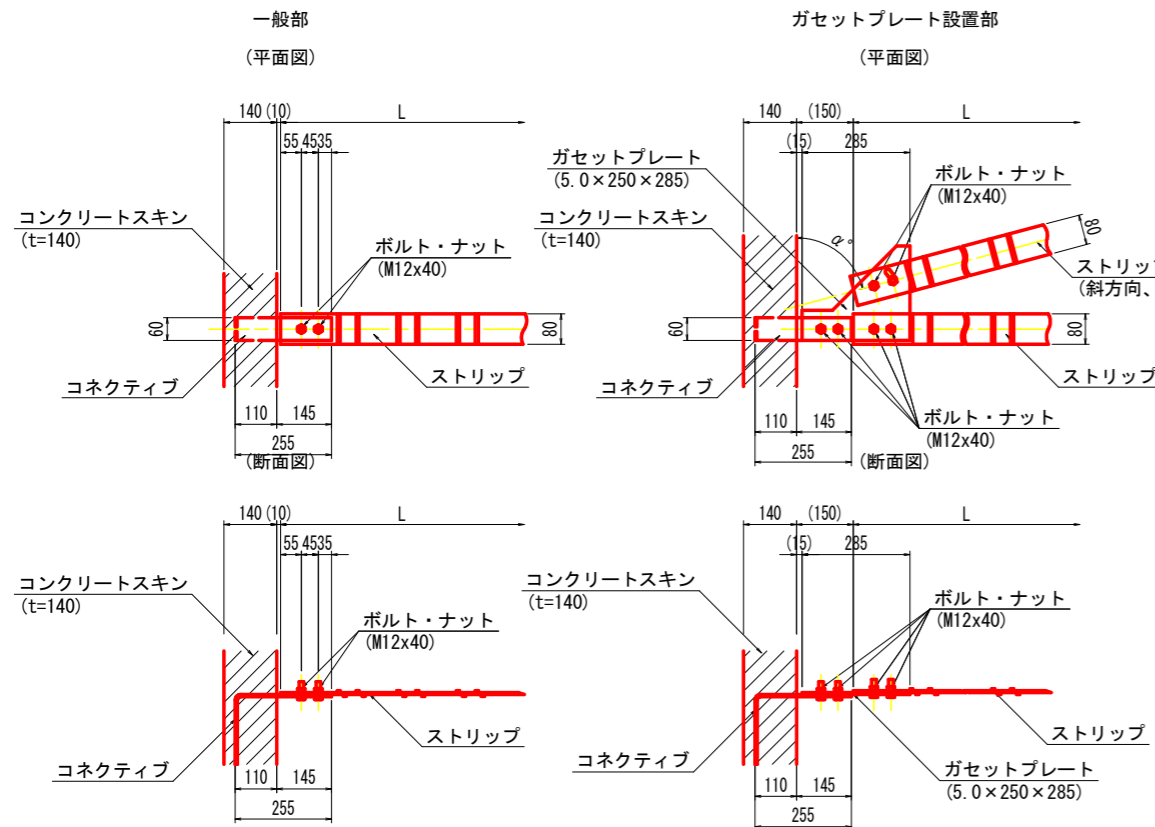 一般部
(平面図)
140
(10)
L
55
45
35
コンクリートスキン
(t=140)
ボルト・ナット
(M12x40)
60
80
コネクティブ
ストリップ
110
145
255
(断面図)
140
(10)
L
55
45
35
コンクリートスキン
(t=140)
ボルト・ナット
(M12x40)
ストリップ
コネクティブ
110
145
255
ガセットプレート設置部
(平面図)
140
(150)
L
(15)
285
ガセットプレート
(5.0×250×285)
ボルト・ナット
(M12x40)
コンクリートスキン
(t=140)
α°
80
ストリッ
(斜方向、
60
80
コネクティブ
ストリップ
110
145
ボルト・ナット
(M12x40)
255
(断面図)
140
(150)
L
(15)
285
コンクリートスキン
(t=140)
ボルト・ナット
(M12x40)
ストリップ
コネクティブ
110
145
ガセットプレート
(5.0×250×285)
255